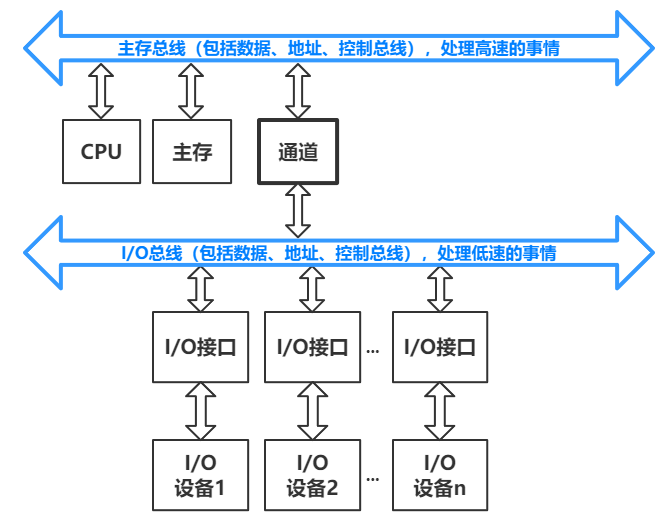 主存总线（包括数据、地址、控制总线），处理高速的事情
CPU
主存
通道
I/O总线（包括数据、地址、控制总线），处理低速的事情
I/O接口
I/O接口
...
I/O接口
I/O
设备1
I/O
设备2
...
I/O
设备n